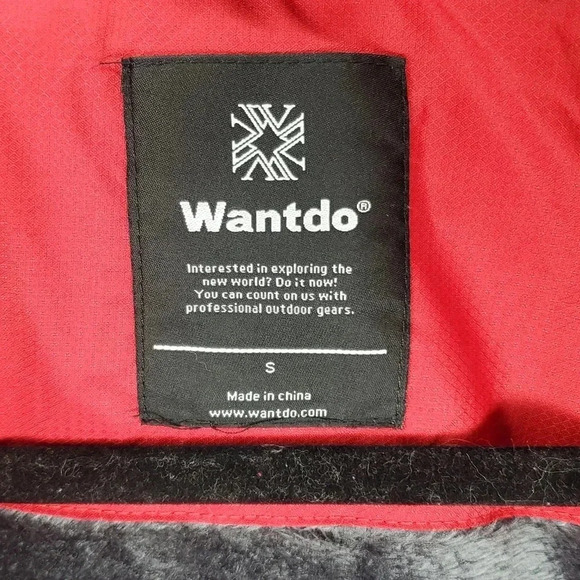 Wantdo®
Interested in exploring the
new world? Do it now!
You can count on us with
professional outdoor gears.
S
Made in china
www.wantdo.com